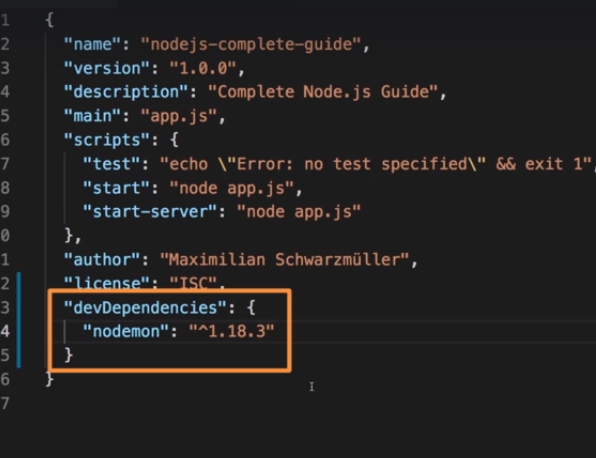 1 {
2 "name": "nodejs-complete-guide",
3 "version": "1.0.0",
4 "description": "Complete Node.js Guide",
5 "main": "app.js",
6 "scripts": {
7 "test": "echo \"Error: no test specified\" && exit 1",
8 "start": "node app.js",
9 "start-server": "node app.js"
0 },
1 "author": "Maximilian Schwarzmüller",
2 "license": "ISC",
3 "devDependencies": {
4 "nodemon": "^1.18.3"
5 }
6 }
7